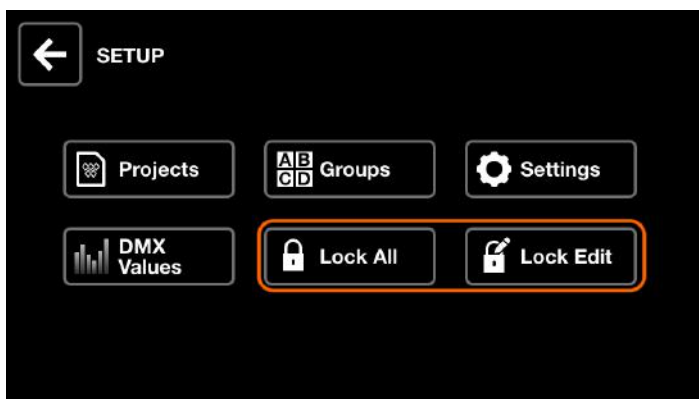 SETUP
Projects
AB Groups
CD
Settings
DMX
Values
Lock All
Lock Edit